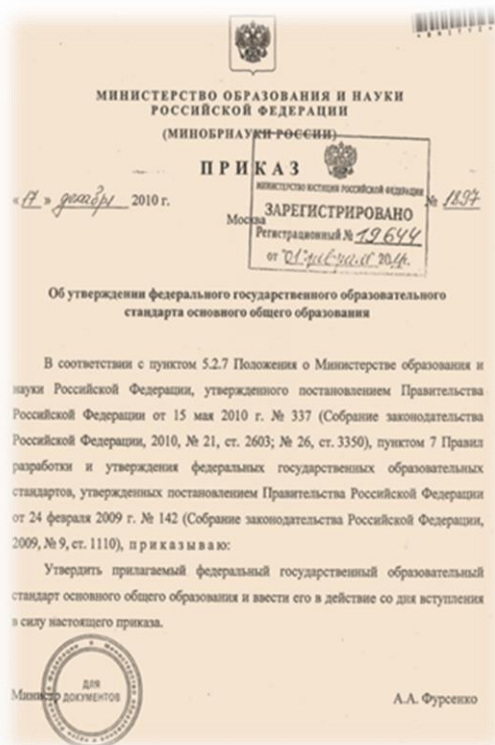 МИНИСТЕРСТВО ОБРАЗОВАНИЯ И НАУКИ
РОССИЙСКОЙ ФЕДЕРАЦИИ
(МИНОБРНАУКИ РОССИИ)
ПРИКАЗ
« 17 » декабря 2010 г.
№ 1897
Москва
МИНИСТЕРСТВО ЮСТИЦИИ РОССИЙСКОЙ ФЕДЕРАЦИИ
ЗАРЕГИСТРИРОВАНО
Регистрационный № 19644
от "01" февраля 2011г.
Об утверждении федерального государственного образовательного
стандарта основного общего образования
В соответствии с пунктом 5.2.7 Положения о Министерстве образования и
науки Российской Федерации, утвержденного постановлением Правительства
Российской Федерации от 15 мая 2010 г. № 337 (Собрание законодательства
Российской Федерации, 2010, № 21, ст. 2603; № 26, ст. 3350), пунктом 7 Правил
разработки и утверждения федеральных государственных образовательных
стандартов, утвержденных постановлением Правительства Российской Федерации
от 24 февраля 2009 г. № 142 (Собрание законодательства Российской Федерации,
2009, № 9, ст. 1110), приказываю:
Утвердить прилагаемый федеральный государственный образовательный
стандарт основного общего образования и ввести его в действие со дня вступления
в силу настоящего приказа.
Министр
А.А. Фурсенко
ДЛЯ
ДОКУМЕНТОВ